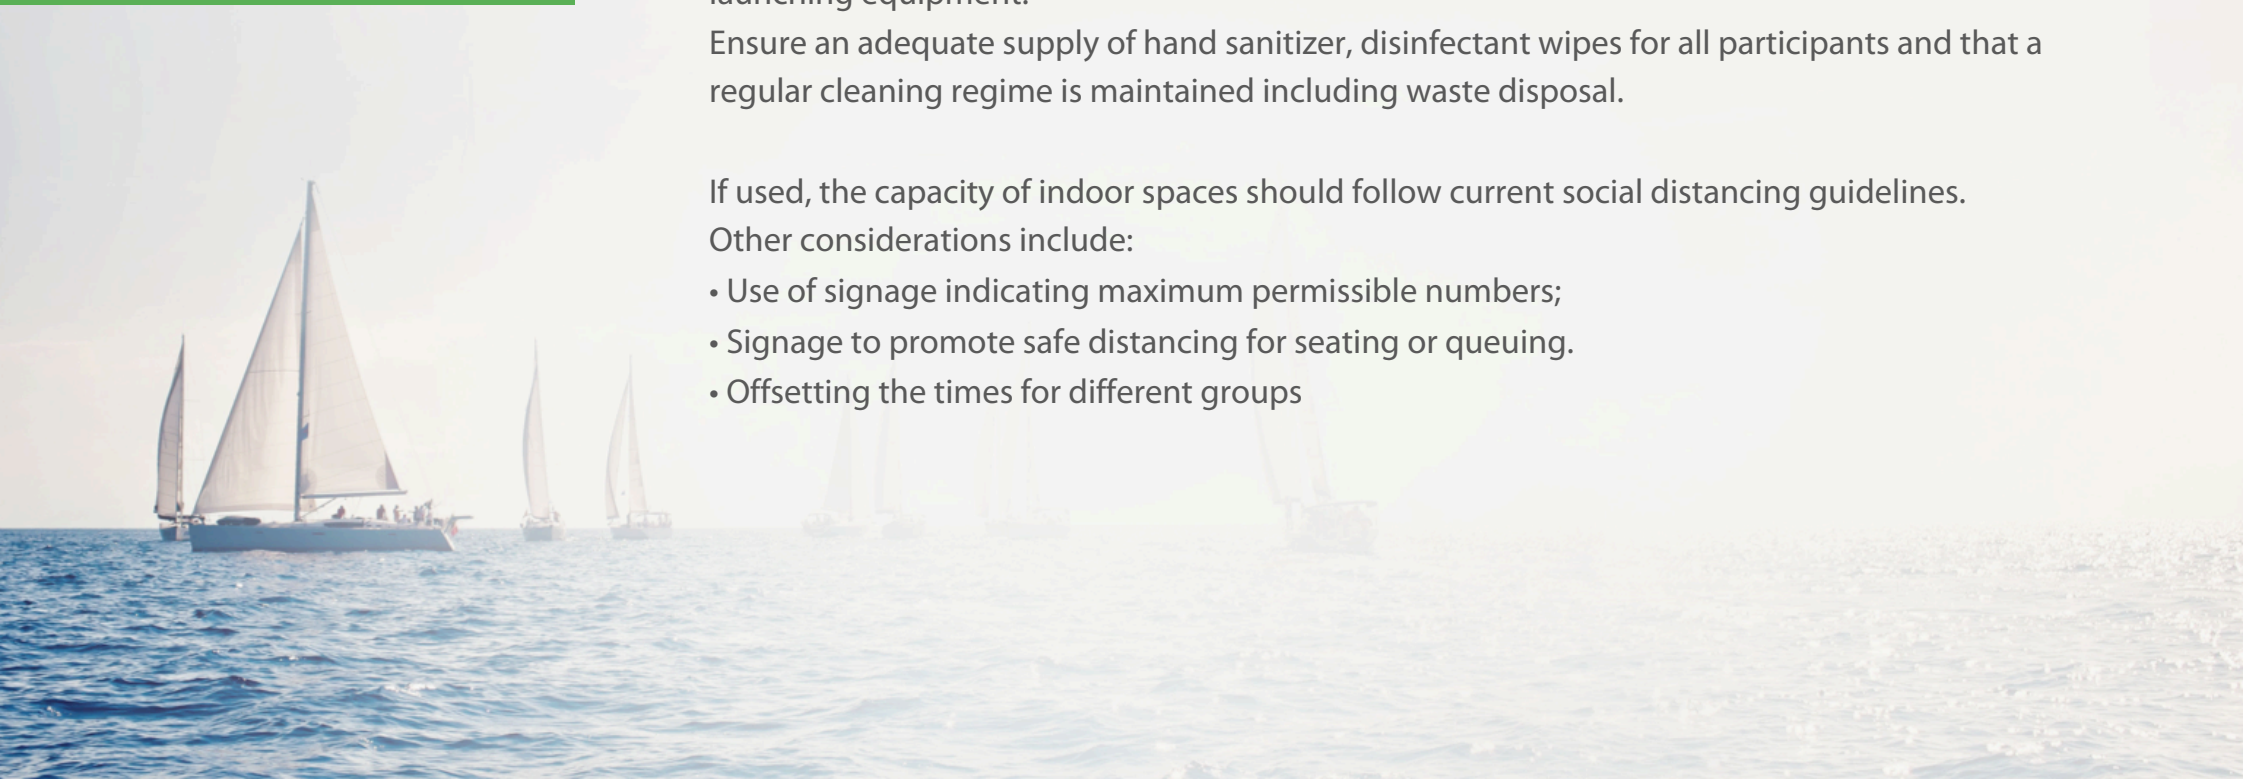 launching equipment.
Ensure an adequate supply of hand sanitizer, disinfectant wipes for all participants and that a
regular cleaning regime is maintained including waste disposal.
If used, the capacity of indoor spaces should follow current social distancing guidelines.
Other considerations include:
• Use of signage indicating maximum permissible numbers;
• Signage to promote safe distancing for seating or queuing.
• Offsetting the times for different groups